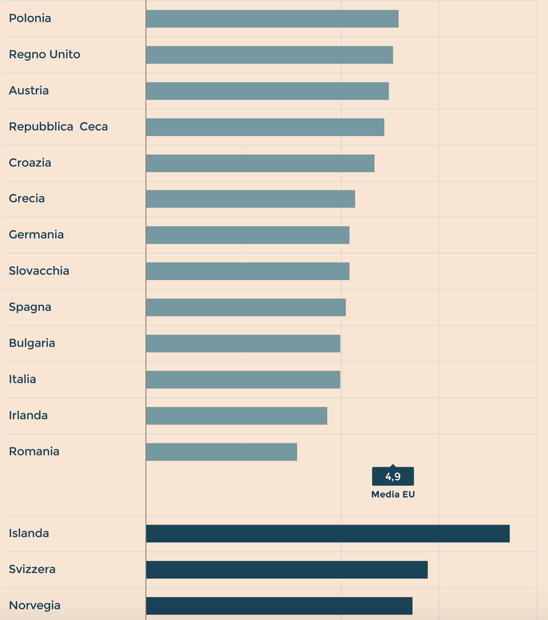 Polonia
Regno Unito
Austria
Repubblica Ceca
Croazia
Grecia
Germania
Slovacchia
Spagna
Bulgaria
Italia
Irlanda
Romania
4,9
Media EU
Islanda
Svizzera
Norvegia